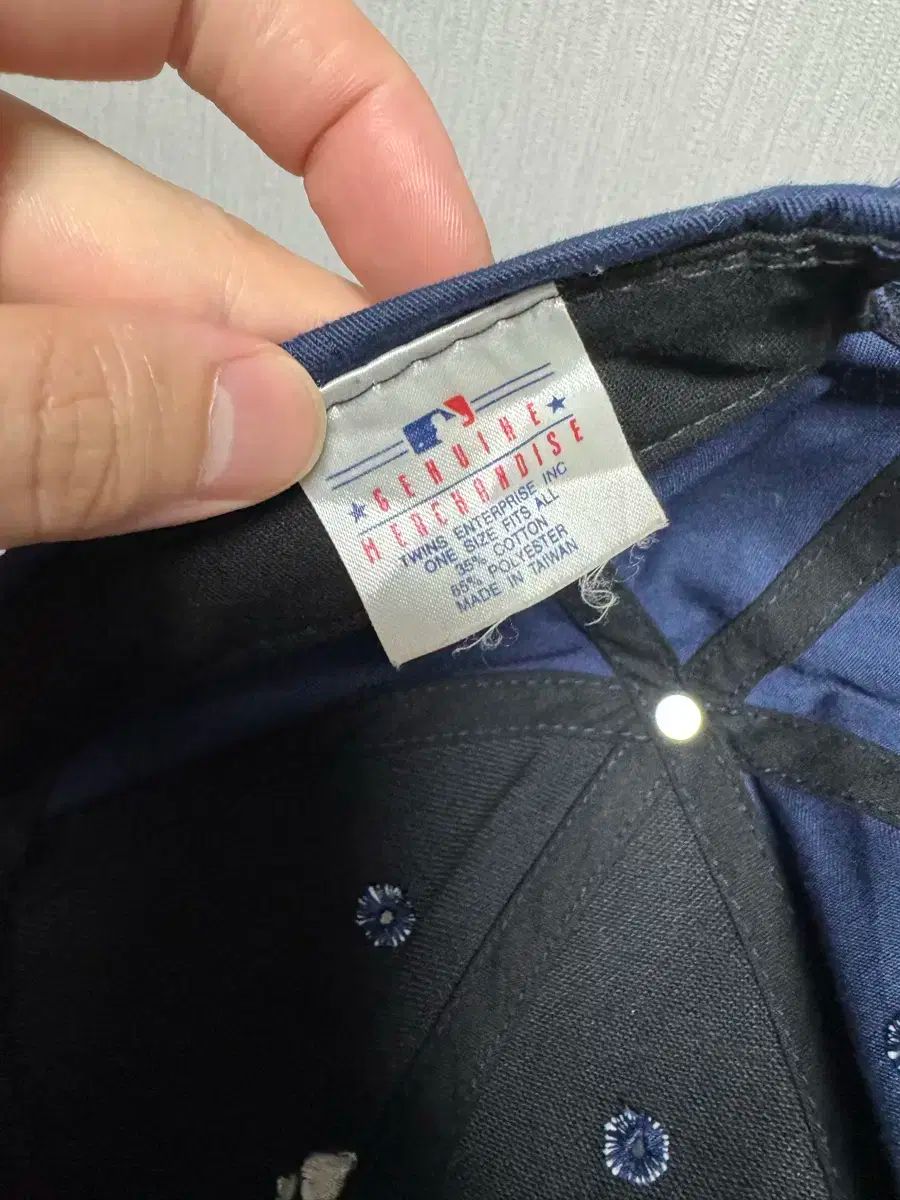 GENUINE
MERCHANDISE
TWINS ENTERPRISE INC
ONE SIZE FITS ALL
35% COTTON
65% POLYESTER
MADE IN TAIWAN